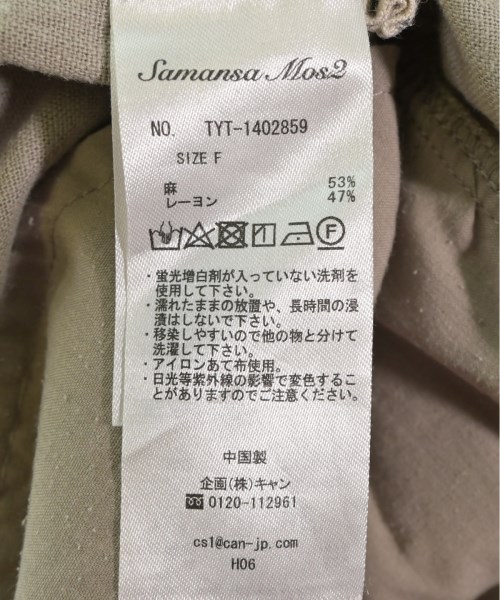 Samansa Mos2
NO. TYT-1402859
SIZE F
麻 53%
レーヨン 47%
・蛍光増白剤が入っていない洗剤を
使用して下さい。
・濡れたままの放置や、長時間の浸
漬はしないで下さい。
・移染しやすいので他の物と分けて
洗濯して下さい。
・アイロンあて布使用。
・日光等紫外線の影響で変色するこ
とがありますのでご注意ください。
中国製
企画(株)キャン
0120-112961
cs1@can-jp.com
H06